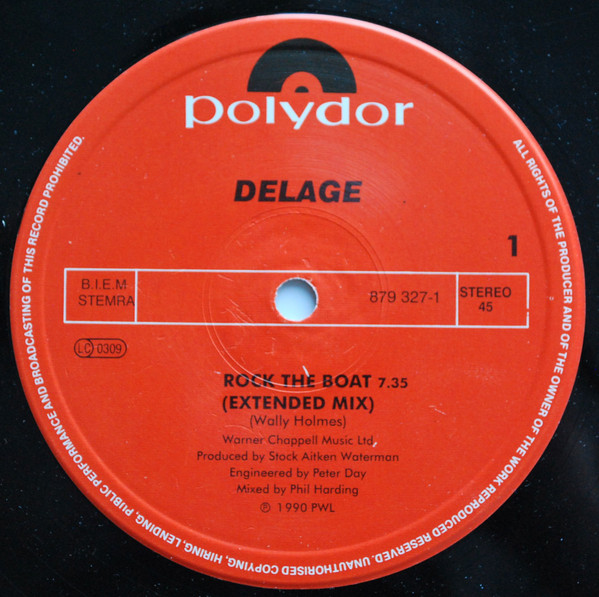 polydor
DELAGE
1
B.I.E.M
STEMRA
879 327-1
STEREO
45
LC 0309
ROCK THE BOAT 7.35
(EXTENDED MIX)
(Wally Holmes)
Warner Chappell Music Ltd
Produced by Stock Aitken Waterman
Engineered by Peter Day
Mixed by Phil Harding
℗ 1990 PWL
ALL RIGHTS OF THE PRODUCER AND OF THE OWNER OF THE WORK REPRODUCED RESERVED. UNAUTHORISED COPYING, HIRING, LENDING, PUBLIC PERFORMANCE AND BROADCASTING OF THIS RECORD PROHIBITED.